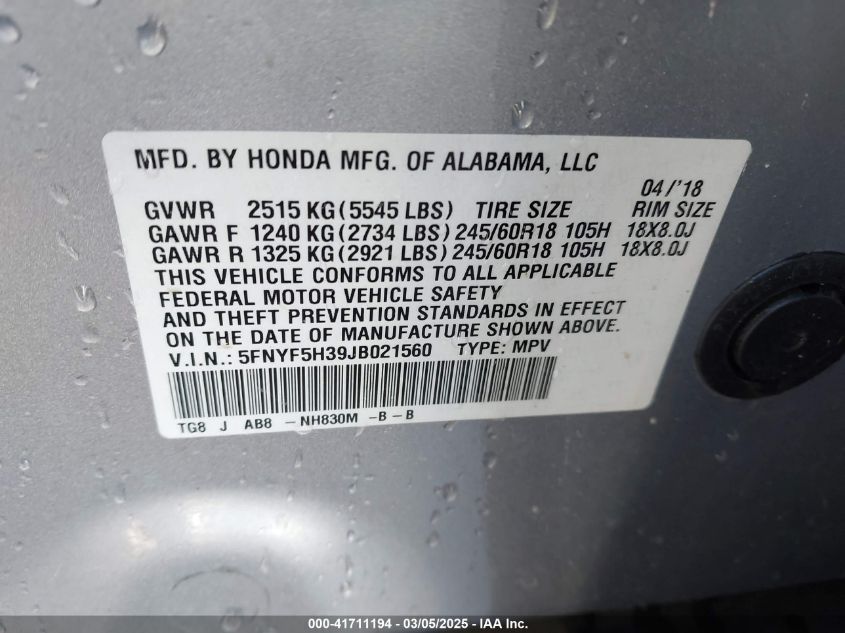 MFD. BY HONDA MFG. OF ALABAMA, LLC
04/'18
GVWR 2515 KG (5545 LBS) TIRE SIZE RIM SIZE
GAWR F 1240 KG (2734 LBS) 245/60R18 105H 18X8.0J
GAWR R 1325 KG (2921 LBS) 245/60R18 105H 18X8.0J
THIS VEHICLE CONFORMS TO ALL APPLICABLE
FEDERAL MOTOR VEHICLE SAFETY
AND THEFT PREVENTION STANDARDS IN EFFECT
ON THE DATE OF MANUFACTURE SHOWN ABOVE.
V.I.N.: 5FNYF5H39JB021560 TYPE: MPV
TG8 J AB8 - NH830M - B - B
000-41711194 - 03/05/2025 - IAA Inc.